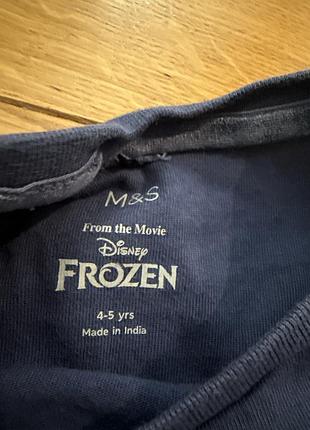 M&S
From the Movie
Disney
FROZEN
4-5 yrs
Made in India